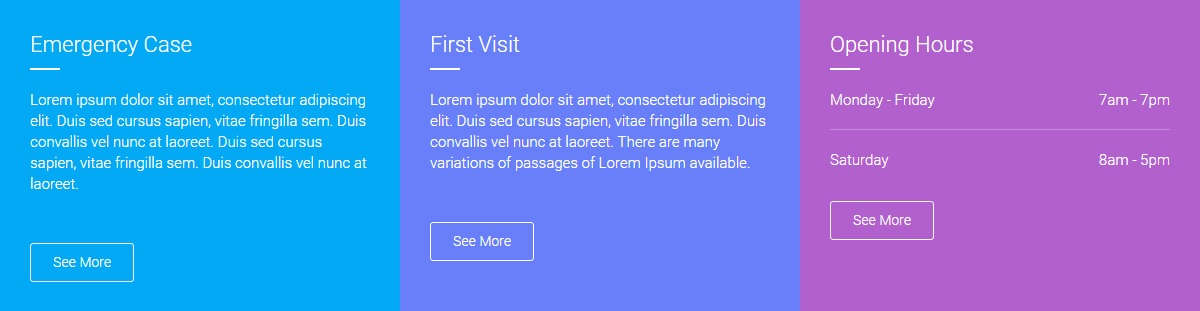 Emergency Case
Lorem ipsum dolor sit amet, consectetur adipiscing
elit. Duis sed cursus sapien, vitae fringilla sem. Duis
convallis vel nunc at laoreet. Duis sed cursus
sapien, vitae fringilla sem. Duis convallis vel nunc at
laoreet.
See More
First Visit
Lorem ipsum dolor sit amet, consectetur adipiscing
elit. Duis sed cursus sapien, vitae fringilla sem. Duis
convallis vel nunc at laoreet. There are many
variations of passages of Lorem Ipsum available.
See More
Opening Hours
Monday - Friday 7am - 7pm
Saturday 8am - 5pm
See More